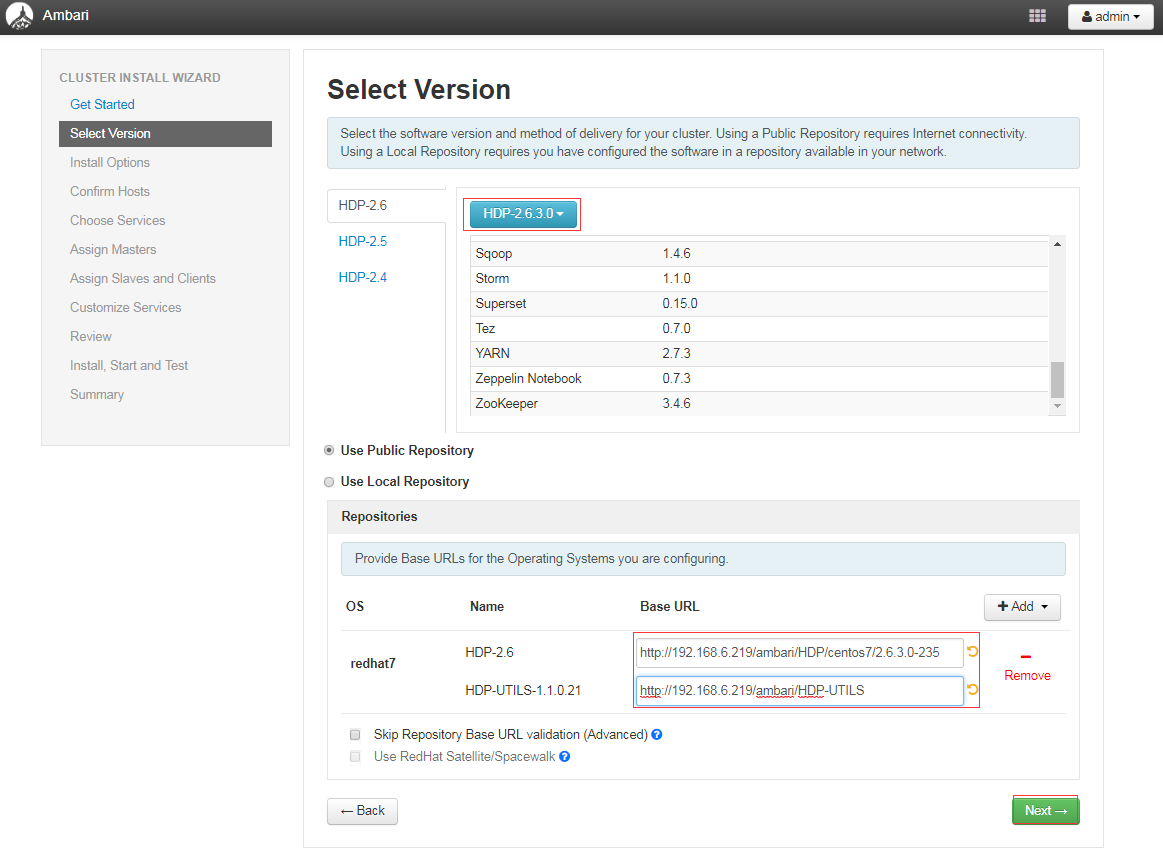 Ambari
admin
CLUSTER INSTALL WIZARD
Get Started
Select Version
Install Options
Confirm Hosts
Choose Services
Assign Masters
Assign Slaves and Clients
Customize Services
Review
Install, Start and Test
Summary
Select Version
Select the software version and method of delivery for your cluster. Using a Public Repository requires Internet connectivity.
Using a Local Repository requires you have configured the software in a repository available in your network.
HDP-2.6
HDP-2.5
HDP-2.4
HDP-2.6.3.0
Sqoop 1.4.6
Storm 1.1.0
Superset 0.15.0
Tez 0.7.0
YARN 2.7.3
Zeppelin Notebook 0.7.3
ZooKeeper 3.4.6
Use Public Repository
Use Local Repository
Repositories
Provide Base URLs for the Operating Systems you are configuring.
OS Name Base URL + Add
redhat7
HDP-2.6 http://192.168.6.219/ambari/HDP/centos7/2.6.3.0-235
HDP-UTILS-1.1.0.21 http://192.168.6.219/ambari/HDP-UTILS
Remove
Skip Repository Base URL validation (Advanced) ?
Use RedHat Satellite/Spacewalk ?
← Back
Next →